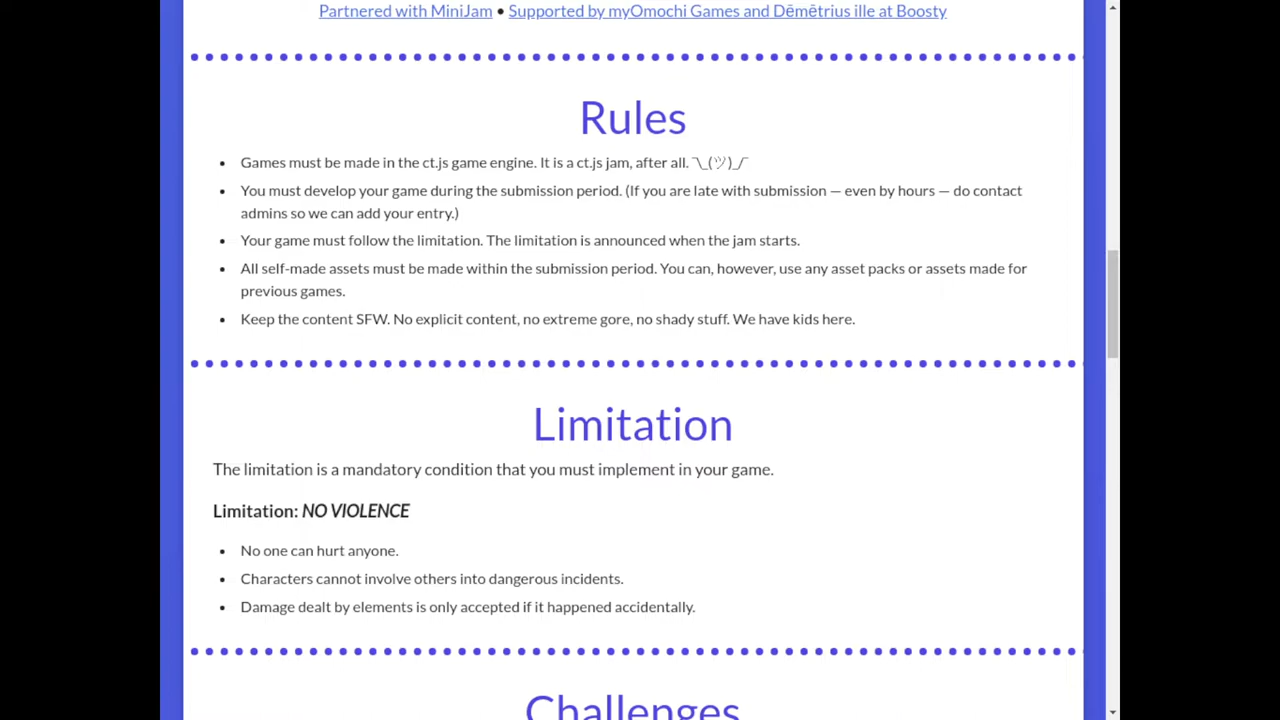 Partnered with MiniJam • Supported by myOmochi Games and Dēmētrius ille at Boosty
Rules
• Games must be made in the ct.js game engine. It is a ct.js jam, after all. ¯\_(ツ)_/¯
• You must develop your game during the submission period. (If you are late with submission — even by hours — do contact
admins so we can add your entry.)
• Your game must follow the limitation. The limitation is announced when the jam starts.
• All self-made assets must be made within the submission period. You can, however, use any asset packs or assets made for
previous games.
• Keep the content SFW. No explicit content, no extreme gore, no shady stuff. We have kids here.
Limitation
The limitation is a mandatory condition that you must implement in your game.
Limitation: NO VIOLENCE
• No one can hurt anyone.
• Characters cannot involve others into dangerous incidents.
• Damage dealt by elements is only accepted if it happened accidentally.
Challenges